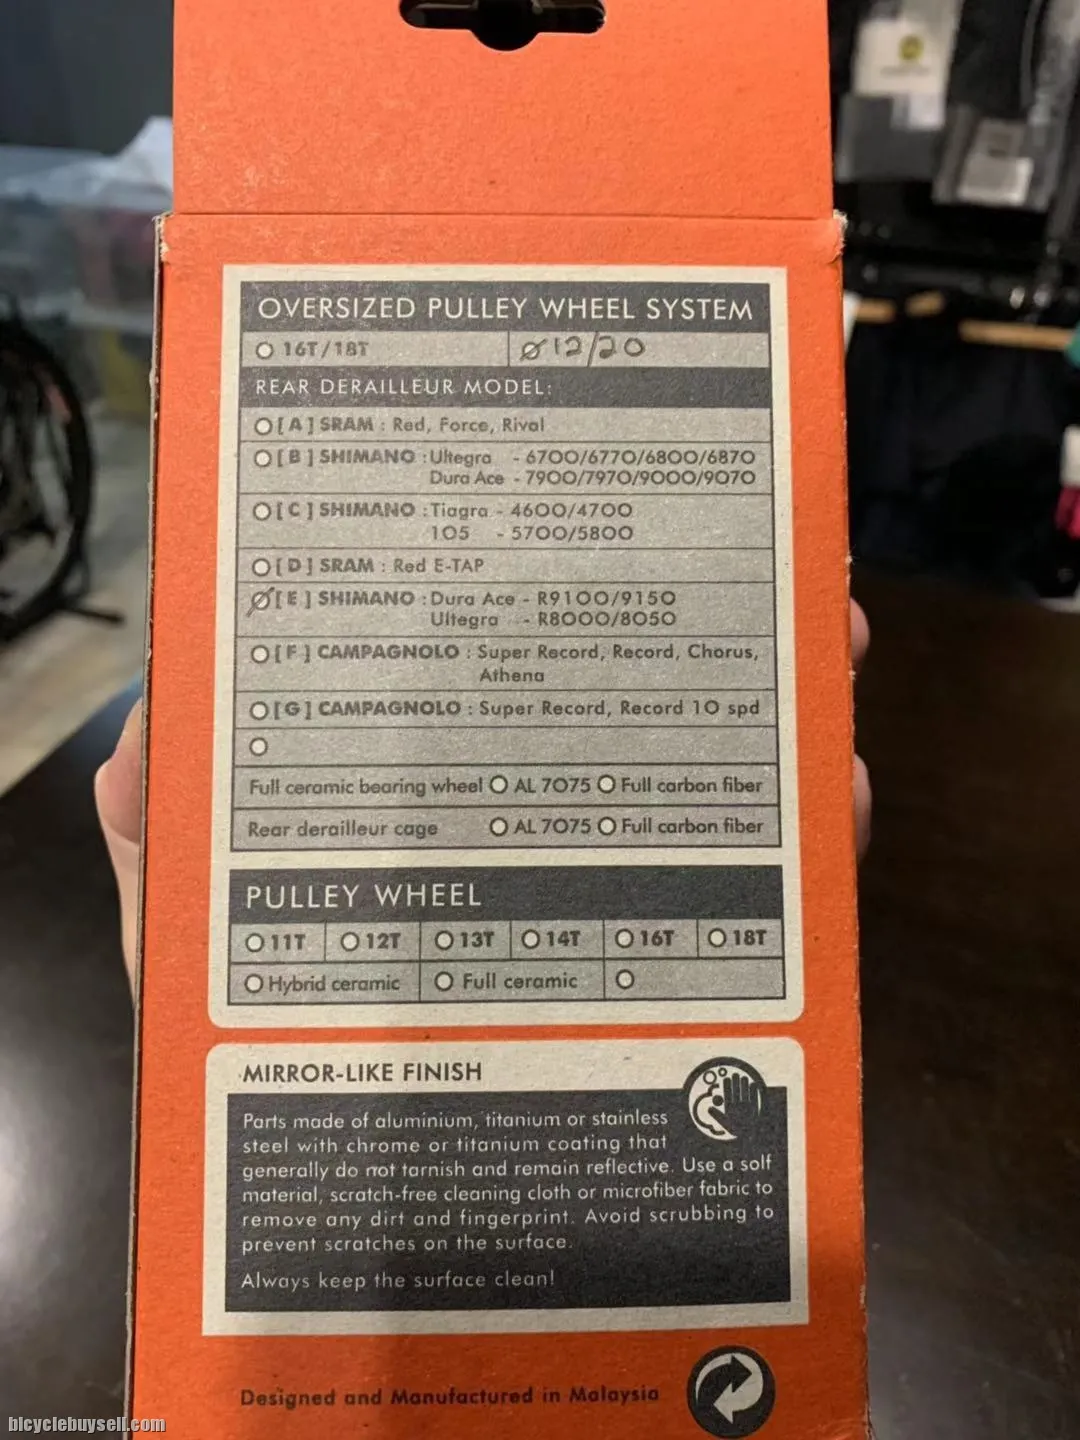 OVERSIZED PULLEY WHEEL SYSTEM
16T/18T 12/20
REAR DERAILLEUR MODEL:
[A] SRAM : Red, Force, Rival
[B] SHIMANO : Ultegra - 6700/6770/6800/6870
Dura Ace - 7900/7970/9000/9070
[C] SHIMANO : Tiagra - 4600/4700
105 - 5700/5800
[D] SRAM : Red E-TAP
[E] SHIMANO : Dura Ace - R9100/9150
Ultegra - R8000/8050
[F] CAMPAGNOLO : Super Record, Record, Chorus,
Athena
[G] CAMPAGNOLO : Super Record, Record 10 spd
Full ceramic bearing wheel AL 7075 Full carbon fiber
Rear derailleur cage AL 7075 Full carbon fiber
PULLEY WHEEL
11T 12T 13T 14T 16T 18T
Hybrid ceramic Full ceramic
MIRROR-LIKE FINISH
Parts made of aluminium, titanium or stainless
steel with chrome or titanium coating that
generally do not tarnish and remain reflective. Use a soft
material, scratch-free cleaning cloth or microfiber fabric to
remove any dirt and fingerprint. Avoid scrubbing to
prevent scratches on the surface.
Always keep the surface clean!
Designed and Manufactured in Malaysia
bicyclebuysell.com